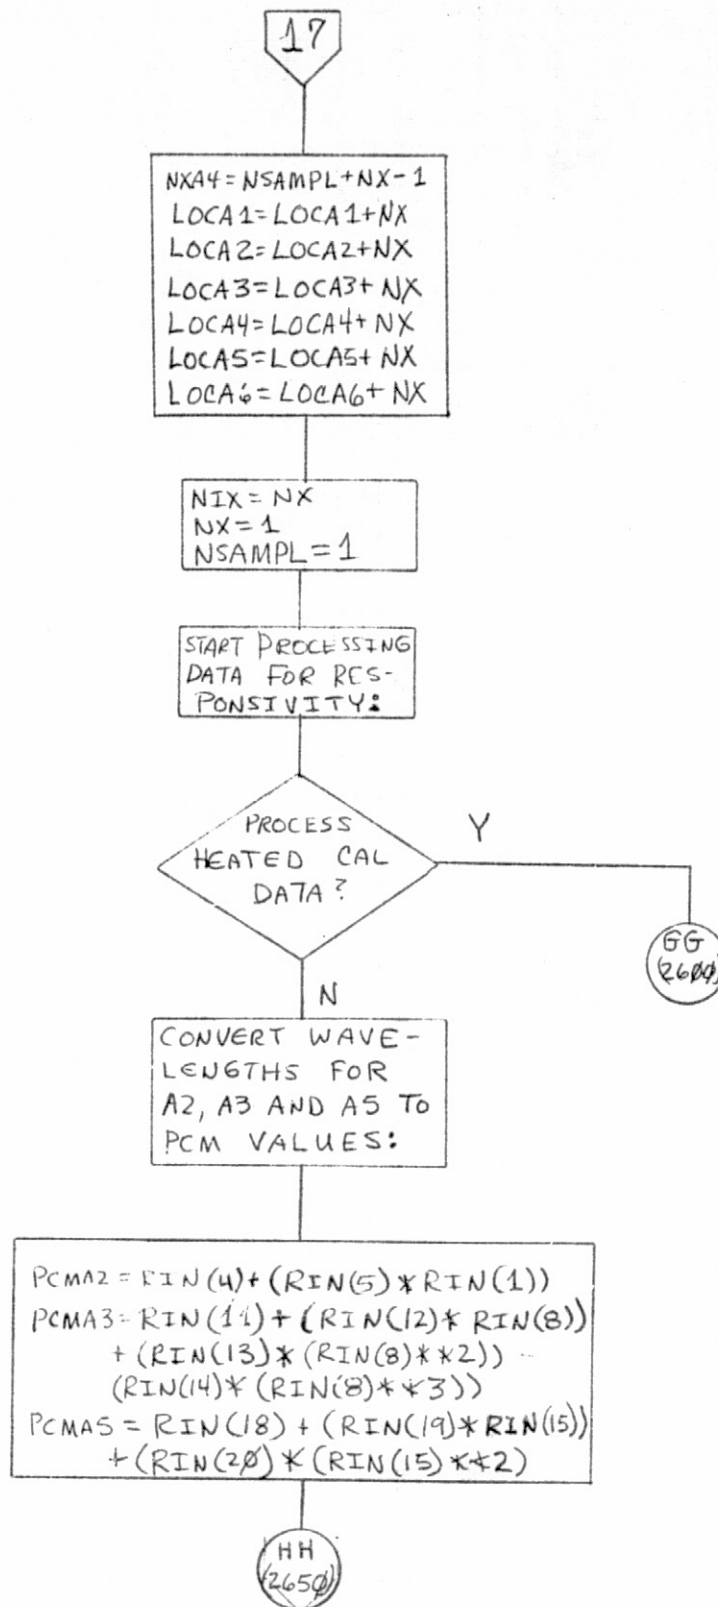 17
NXA4=NSAMPL+NX-1
LOCA1=LOCA1+NX
LOCA2=LOCA2+NX
LOCA3=LOCA3+NX
LOCA4=LOCA4+NX
LOCA5=LOCA5+NX
LOCA6=LOCA6+NX
NIX=NX
NX=1
NSAMPL=1
START PROCESSING
DATA FOR RES-
PONSIVITY:
PROCESS
HEATED CAL
DATA?
Y
GG
(26ØØ)
N
CONVERT WAVE-
LENGTHS FOR
A2, A3 AND A5 TO
PCM VALUES:
PCMA2=RIN(4)+(RIN(5)*RIN(1))
PCMA3=RIN(11)+(RIN(12)*RIN(8))
+(RIN(13)*(RIN(8)**2))-
(RIN(14)*(RIN(8)**3))
PCMA5=RIN(18)+(RIN(19)*RIN(15))
+(RIN(2Ø)*(RIN(15)**2)
HH
(265Ø)